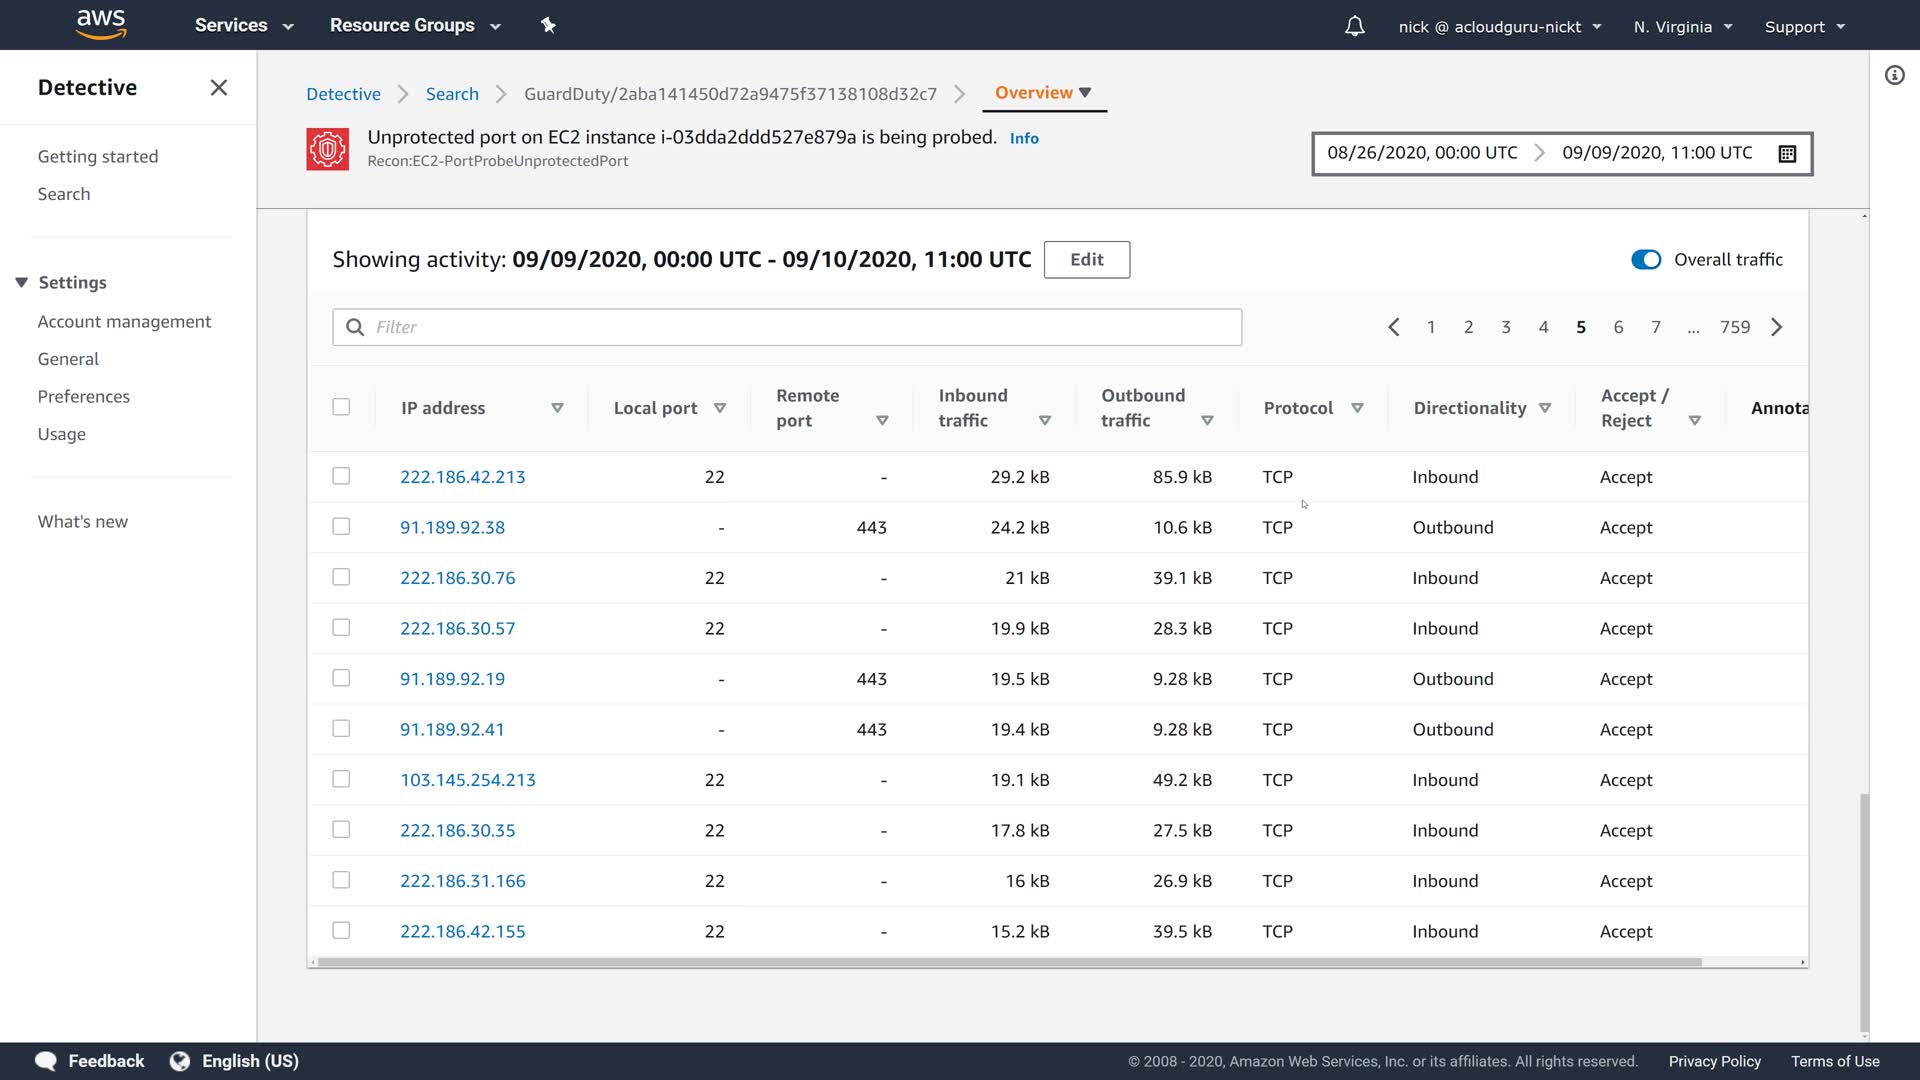 aws Services Resource Groups nick @ acloudguru-nickt N. Virginia Support
Detective
Getting started
Search
Settings
Account management
General
Preferences
Usage
What's new
Detective Search GuardDuty/2aba141450d72a9475f37138108d32c7 Overview
Unprotected port on EC2 instance i-03dda2ddd527e879a is being probed. Info
Recon:EC2-PortProbeUnprotectedPort
08/26/2020, 00:00 UTC 09/09/2020, 11:00 UTC
Showing activity: 09/09/2020, 00:00 UTC - 09/10/2020, 11:00 UTC Edit Overall traffic
Filter 1 2 3 4 5 6 7 ... 759
IP address Local port Remote port Inbound traffic Outbound traffic Protocol Directionality Accept / Reject Annota
222.186.42.213 22 - 29.2 kB 85.9 kB TCP Inbound Accept
91.189.92.38 - 443 24.2 kB 10.6 kB TCP Outbound Accept
222.186.30.76 22 - 21 kB 39.1 kB TCP Inbound Accept
222.186.30.57 22 - 19.9 kB 28.3 kB TCP Inbound Accept
91.189.92.19 - 443 19.5 kB 9.28 kB TCP Outbound Accept
91.189.92.41 - 443 19.4 kB 9.28 kB TCP Outbound Accept
103.145.254.213 22 - 19.1 kB 49.2 kB TCP Inbound Accept
222.186.30.35 22 - 17.8 kB 27.5 kB TCP Inbound Accept
222.186.31.166 22 - 16 kB 26.9 kB TCP Inbound Accept
222.186.42.155 22 - 15.2 kB 39.5 kB TCP Inbound Accept
Feedback English (US) © 2008 - 2020, Amazon Web Services, Inc. or its affiliates. All rights reserved. Privacy Policy Terms of Use